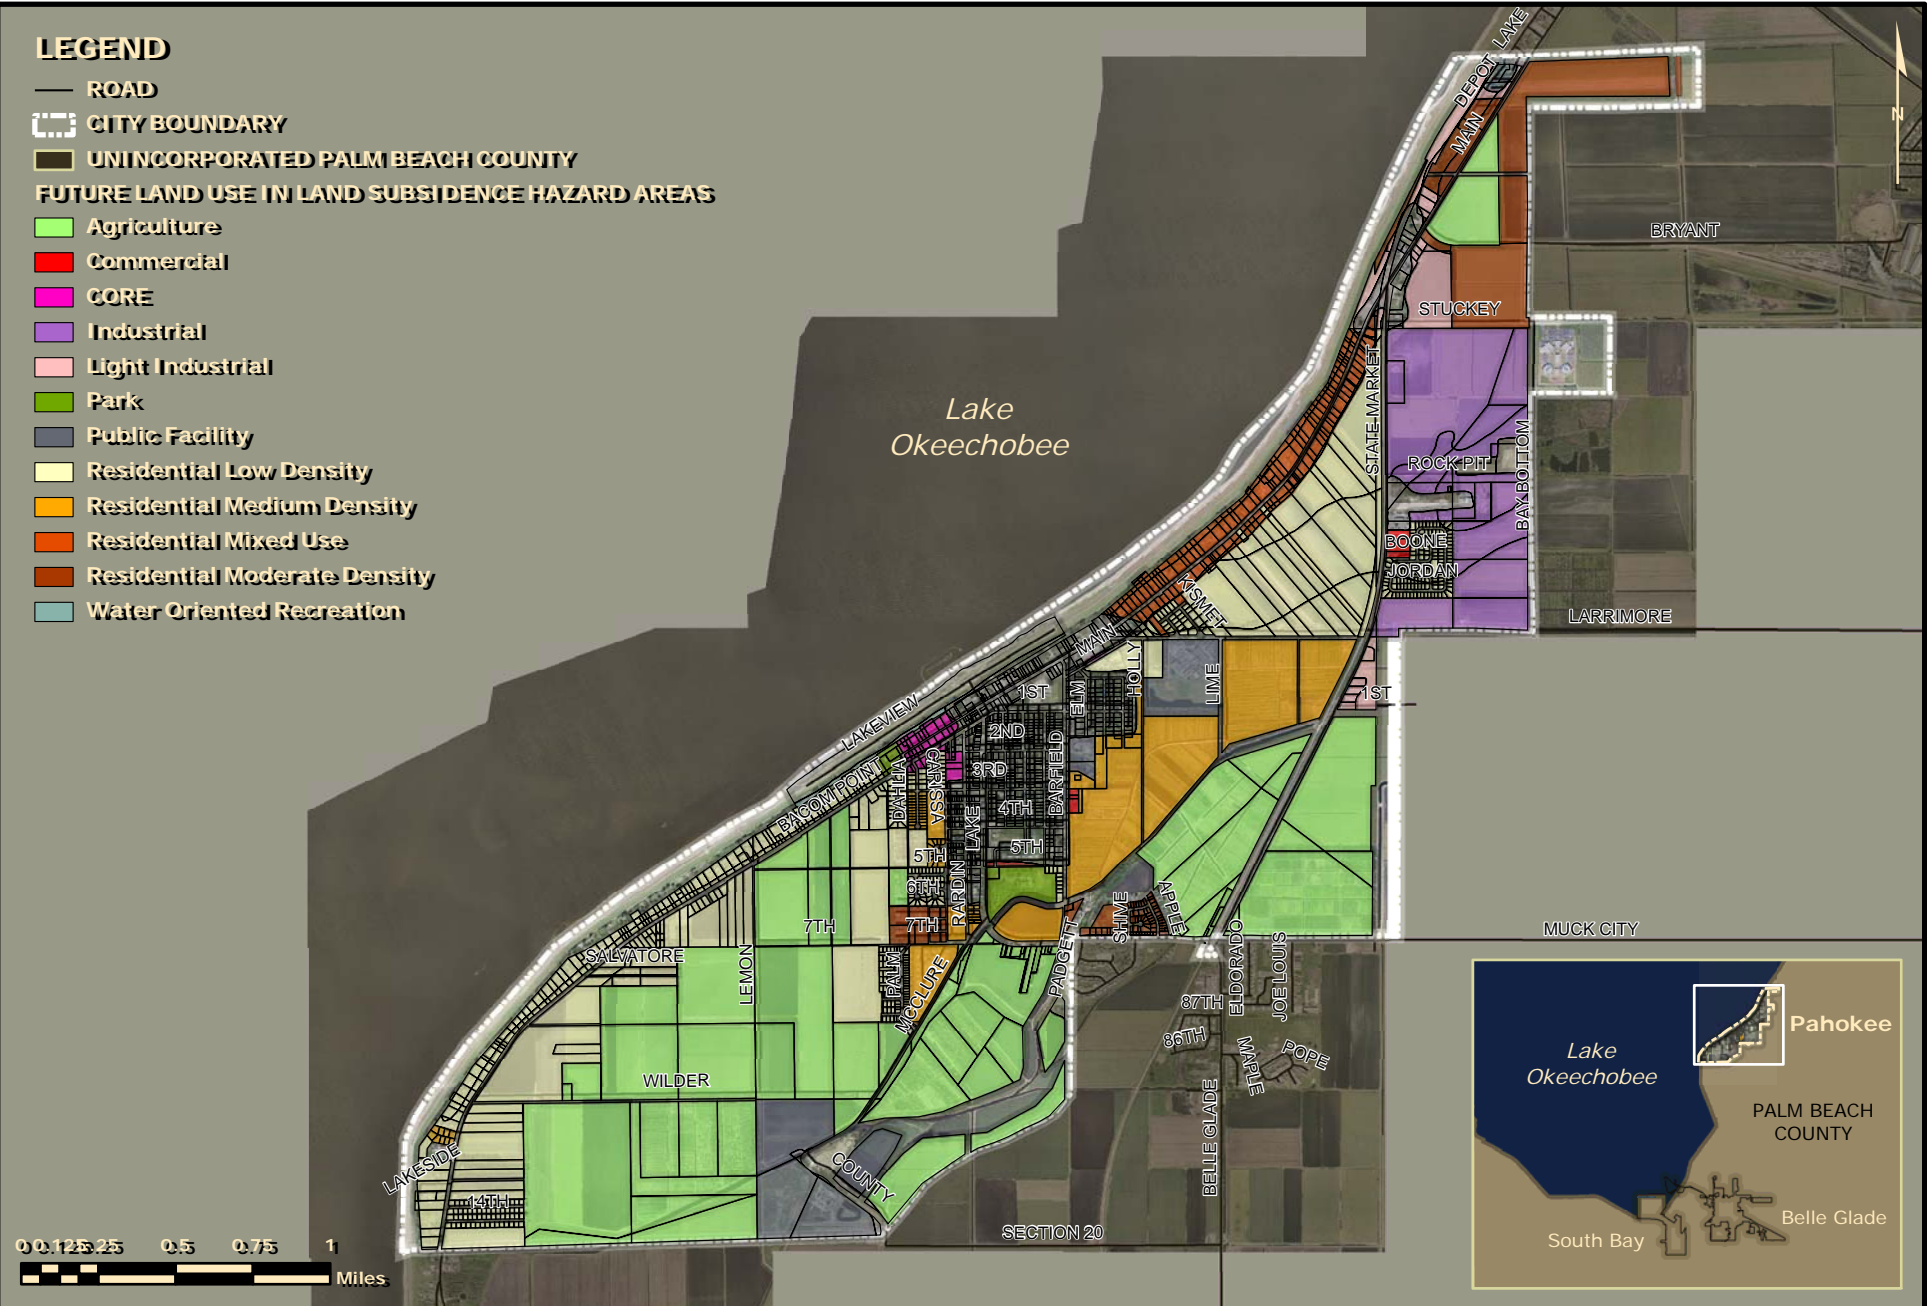 LEGEND
ROAD
CITY BOUNDARY
UNINCORPORATED PALM BEACH COUNTY
FUTURE LAND USE IN LAND SUBSIDENCE HAZARD AREAS
Agriculture
Commercial
CORE
Industrial
Light Industrial
Park
Public Facility
Residential Low Density
Residential Medium Density
Residential Mixed Use
Residential Moderate Density
Water Oriented Recreation
LAKE
DEPOT
MAIN
N
BRYANT
STUCKEY
STATE MARKET
Lake
Okeechobee
ROCK PIT
BAY BOTTOM
BOONE
JORDAN
KISMET
LARRIMORE
MAIN
HOLLY
LIME
ELM
1ST
1ST
LAKEVIEW
2ND
CARISSA
3RD
BARFIELD
DAHLIA
BACOM POINT
4TH
LAKE
5TH
5TH
6TH
RARDIN
7TH
7TH
SHIVE
APPLE
MUCK CITY
ELDORADO
JOE LOUIS
PADGETT
SALVATORE
LEMON
PALM
MCCLURE
87TH
86TH
MAPLE
POPE
WILDER
BELLE GLADE
LAKESIDE
COUNTY
14TH
SECTION 20
0 0.125 0.25 0.5 0.75 1
Miles
Pahokee
Lake
Okeechobee
PALM BEACH
COUNTY
Belle Glade
South Bay